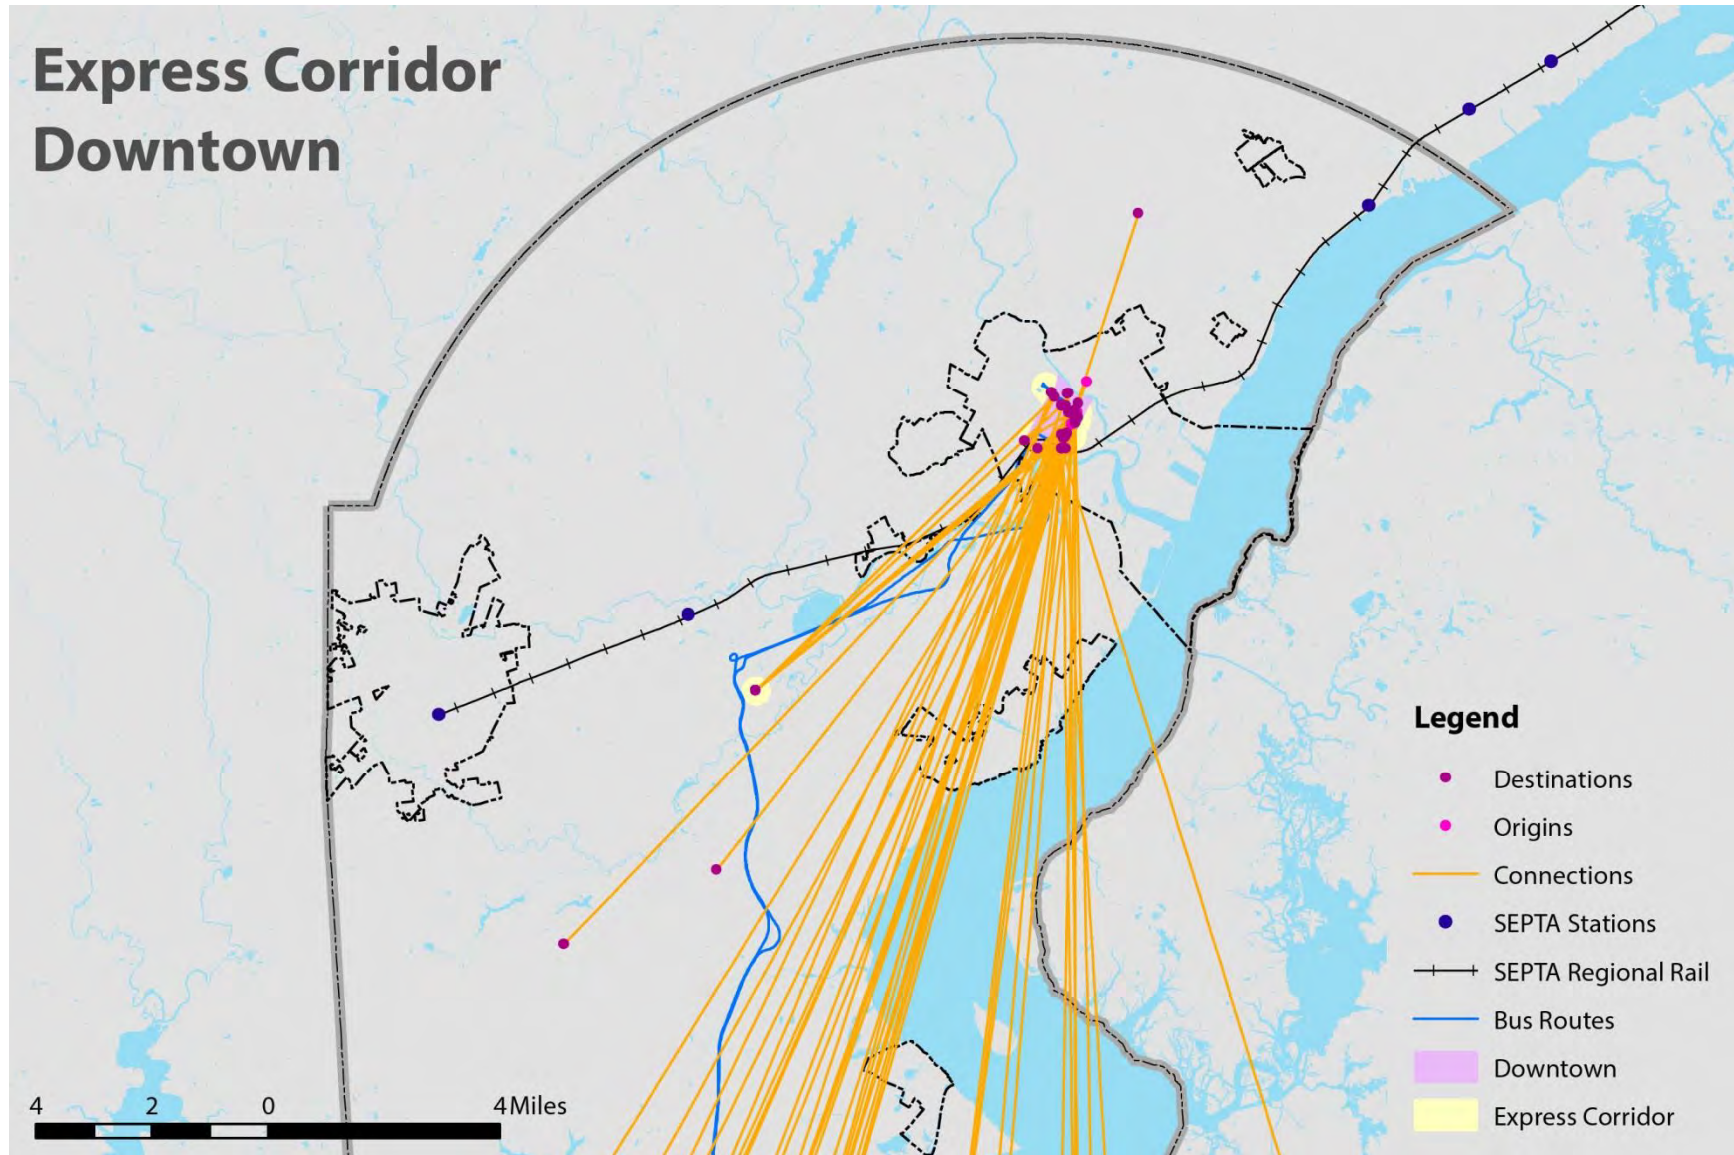 Express Corridor
Downtown
Legend
Destinations
Origins
Connections
SEPTA Stations
SEPTA Regional Rail
Bus Routes
Downtown
Express Corridor
4 2 0 4 Miles